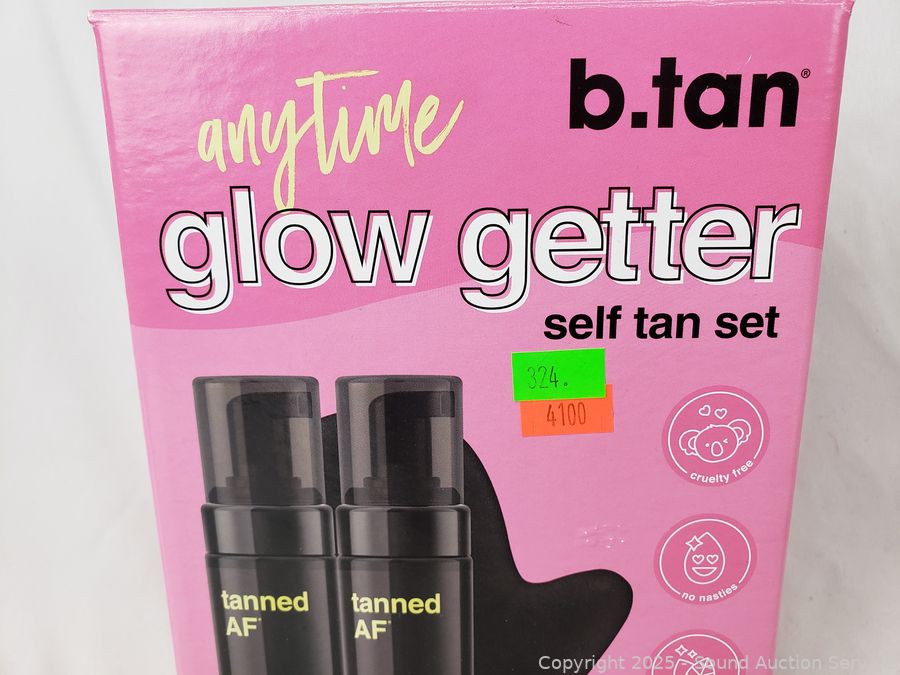 anytime
b.tan®
glow getter
self tan set
324.
4100
cruelty free
no nasties
tanned
AF
tanned
AF
Copyright 2025 - Sound Auction Serv